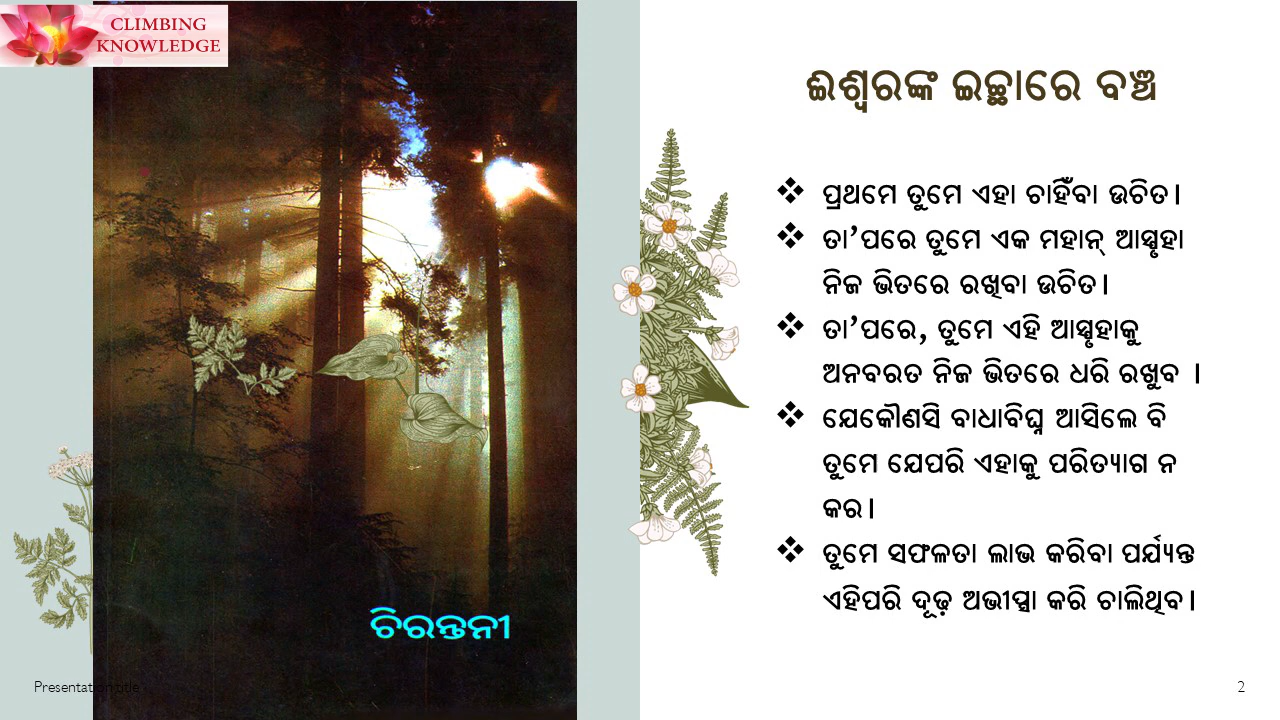 CLIMBING
KNOWLEDGE
ଚିରନ୍ତନୀ
Presentation title
ଈଶ୍ୱରଙ୍କ ଇଚ୍ଛାରେ ବଞ୍ଚ
❖ ପ୍ରଥମେ ତୁମେ ଏହା ଚାହିଁବା ଉଚିତ।
❖ ତା’ପରେ ତୁମେ ଏକ ମହାନ୍ ଆସ୍ପୃହା
ନିଜ ଭିତରେ ରଖିବା ଉଚିତ।
❖ ତା’ପରେ, ତୁମେ ଏହି ଆସ୍ପୃହାକୁ
ଅନବରତ ନିଜ ଭିତରେ ଧରି ରଖୁବ ।
❖ ଯେକୌଣସି ବାଧାବିଘ୍ନ ଆସିଲେ ବି
ତୁମେ ଯେପରି ଏହାକୁ ପରିତ୍ୟାଗ ନ
କର।
❖ ତୁମେ ସଫଳତା ଲାଭ କରିବା ପର୍ଯ୍ୟନ୍ତ
ଏହିପରି ଦୃଢ଼ ଅଭୀପ୍ସା କରି ଚାଲିଥିବ।
2